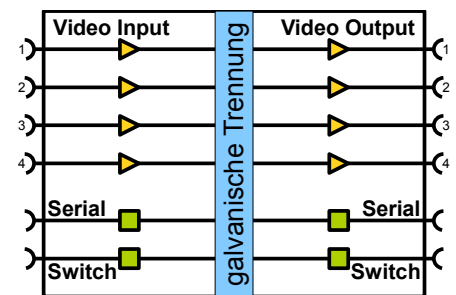 Video Input
Video Output
1
1
2
2
3
3
4
4
galvanische Trennung
Serial
Serial
Switch
Switch